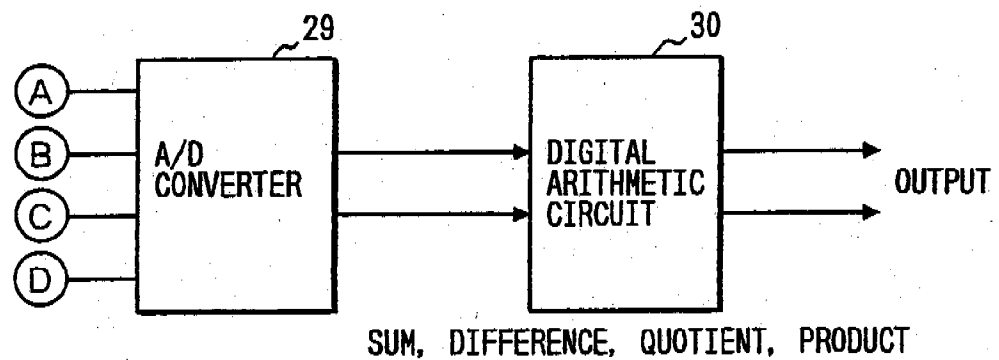 29
30
A
B
C
D
A/D
CONVERTER
DIGITAL
ARITHMETIC
CIRCUIT
OUTPUT
SUM, DIFFERENCE, QUOTIENT, PRODUCT